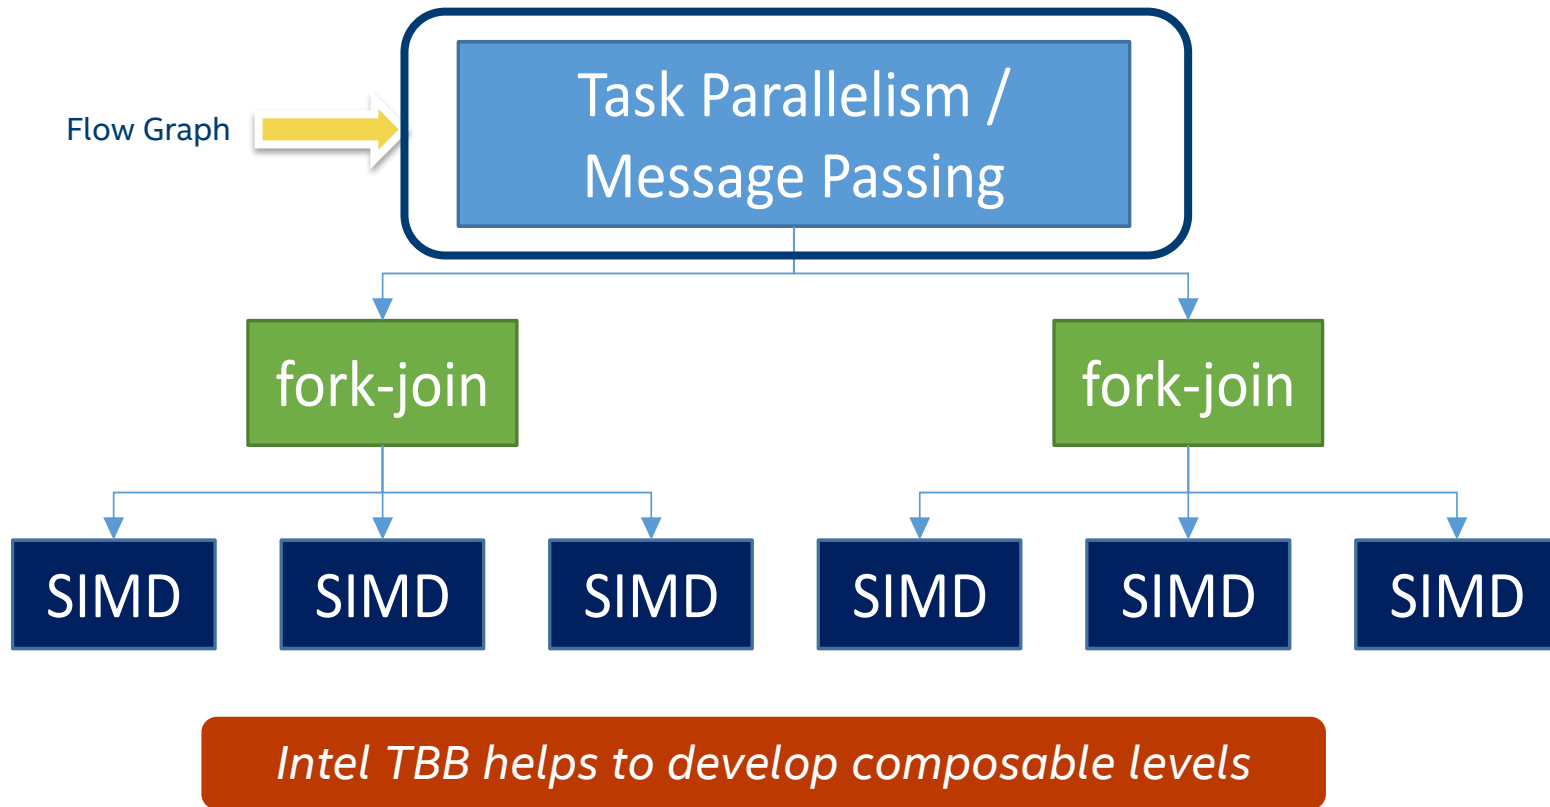 Task Parallelism /
Message Passing
Flow Graph
fork-join
fork-join
SIMD
SIMD
SIMD
SIMD
SIMD
SIMD
Intel TBB helps to develop composable levels